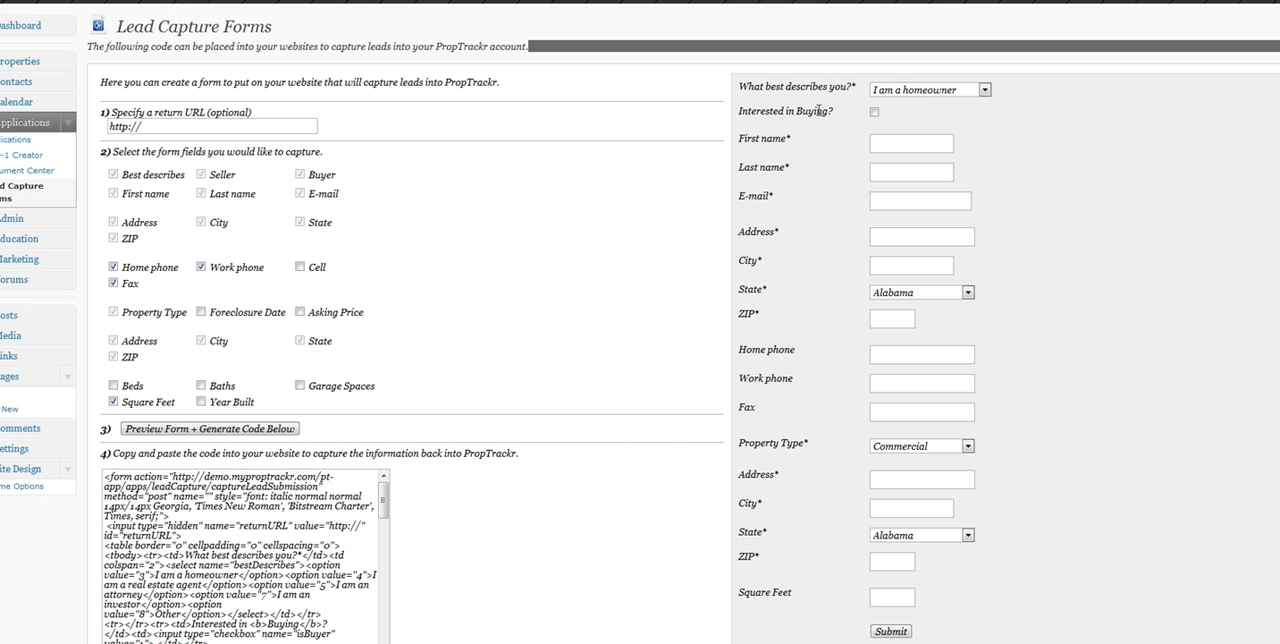 ashboard
roperties
ontacts
alendar
pplications
ications
-1 Creator
ument Center
d Capture
ms
dmin
ducation
arketing
orums
osts
edia
inks
ages
New
omments
ettings
ite Design
me Options
Lead Capture Forms
The following code can be placed into your websites to capture leads into your PropTrackr account.
Here you can create a form to put on your website that will capture leads into PropTrackr.
1) Specify a return URL (optional)
http://
2) Select the form fields you would like to capture.
Best describes Seller Buyer
First name Last name E-mail
Address City State
ZIP
Home phone Work phone Cell
Fax
Property Type Foreclosure Date Asking Price
Address City State
ZIP
Beds Baths Garage Spaces
Square Feet Year Built
3) Preview Form + Generate Code Below
4) Copy and paste the code into your website to capture the information back into PropTrackr.
<form action="http://demo.myproptrackr.com/pt-
app/apps/leadCapture/captureLeadSubmission"
method="post" name="" style="font: italic normal normal
14px/14px Georgia, 'Times New Roman', 'Bitstream Charter',
Times, serif;">
<input type="hidden" name="returnURL" value="http://"
id="returnURL">
<table border="0" cellpadding="0" cellspacing="0">
<tbody><tr><td>What best describes you?*</td><td
colspan="2"><select name="bestDescribes"><option
value="3">I am a homeowner</option><option value="4">I
am a real estate agent</option><option value="5">I am an
attorney</option><option value="7">I am an
investor</option><option
value="8">Other</option></select></td></tr>
<tr></tr><tr><td>Interested in <b>Buying</b>?
</td><td><input type="checkbox" name="isBuyer"
value="1"></td></tr>
What best describes you?* I am a homeowner
Interested in Buying?
First name*
Last name*
E-mail*
Address*
City*
State* Alabama
ZIP*
Home phone
Work phone
Fax
Property Type* Commercial
Address*
City*
State* Alabama
ZIP*
Square Feet
Submit